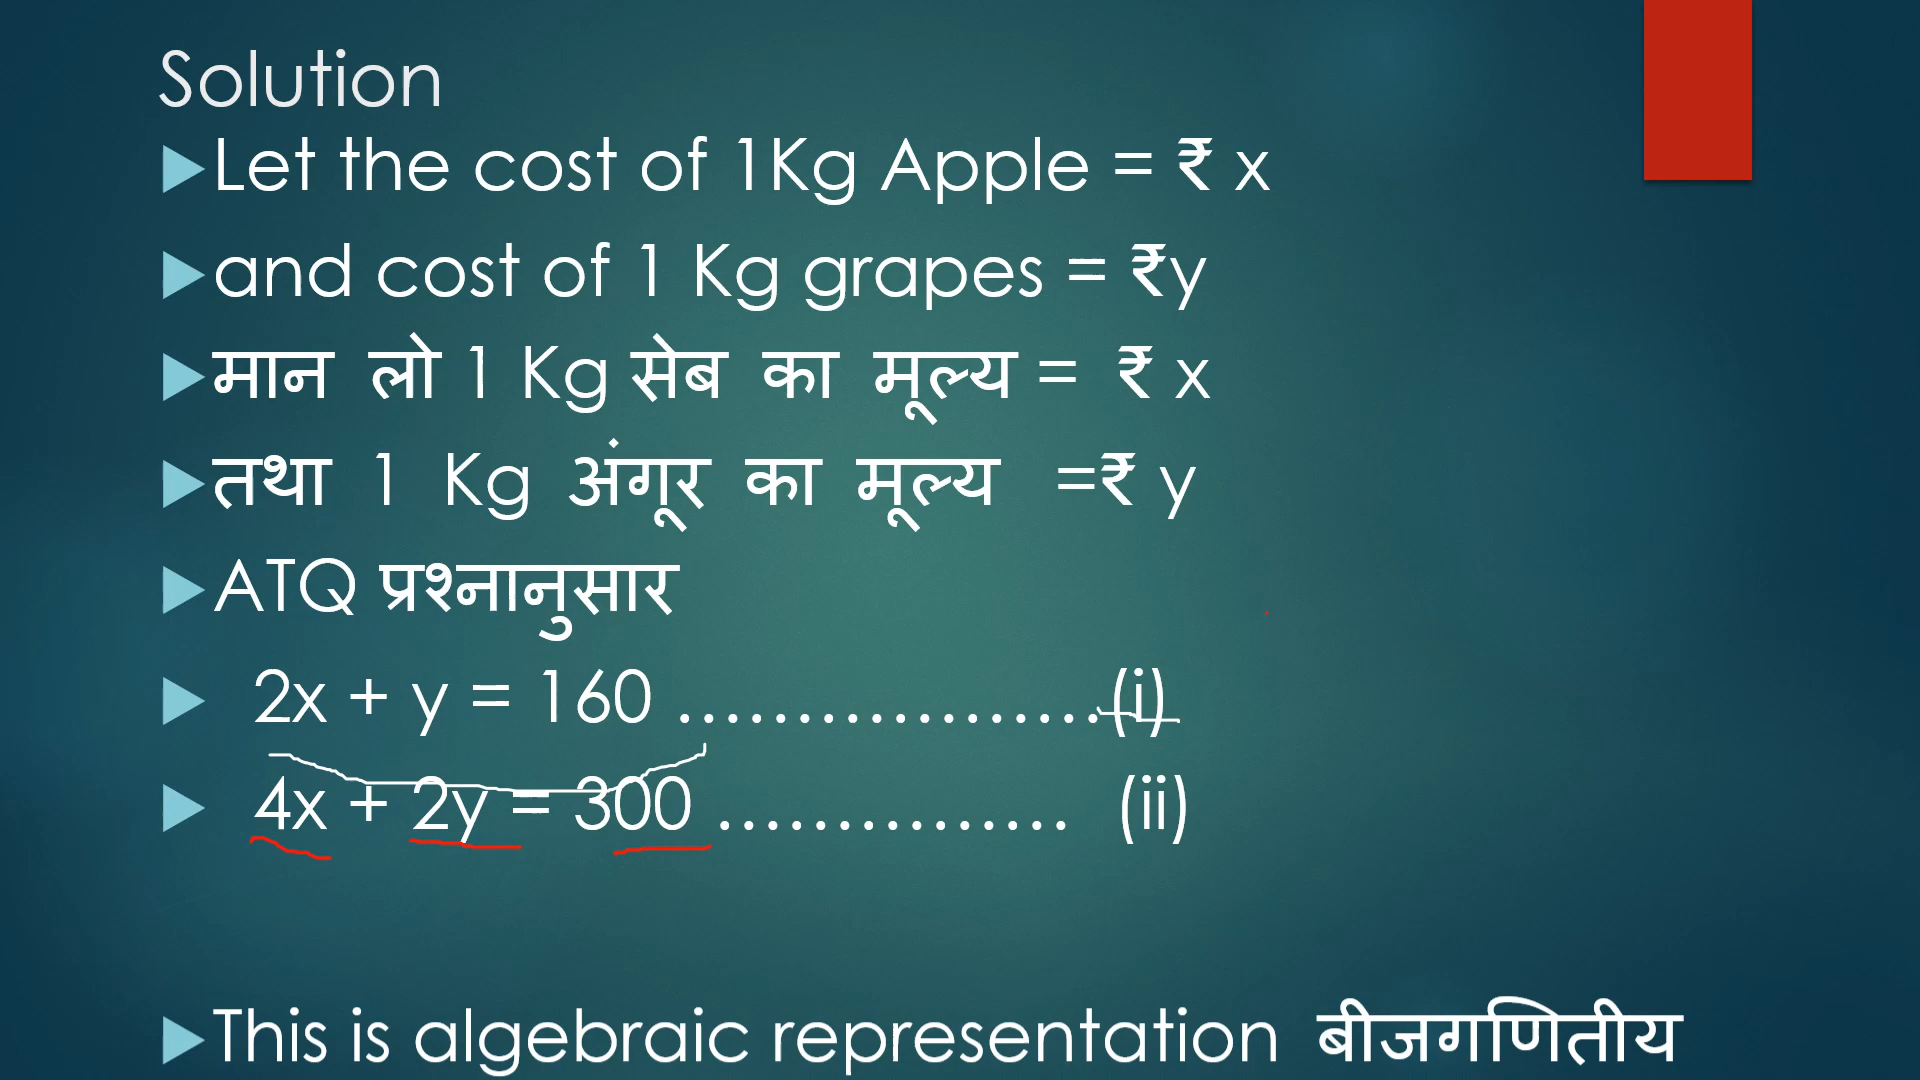 Solution
Let the cost of 1Kg Apple = ₹ x
and cost of 1 Kg grapes = ₹y
मान लो 1 Kg सेब का मूल्य = ₹ x
तथा 1 Kg अंगूर का मूल्य =₹ y
ATQ प्रश्नानुसार
2x + y = 160 ..................(i)
4x + 2y = 300 ............... (ii)
This is algebraic representation बीजगणितीय